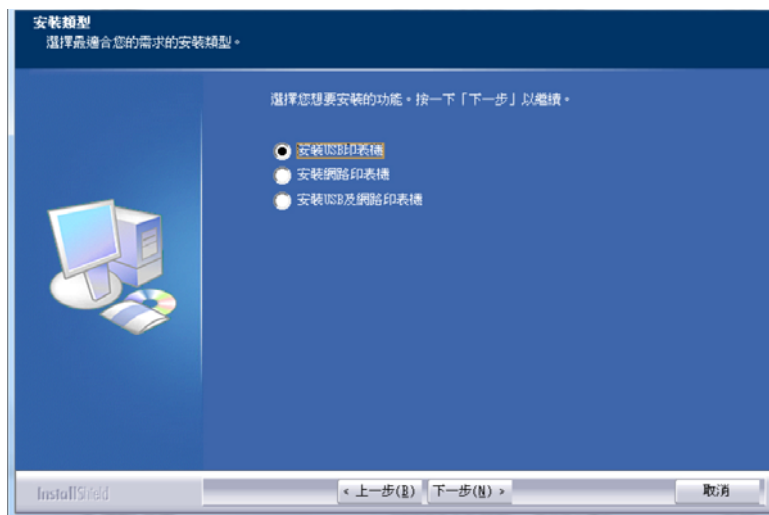 安裝類型
選擇最適合您的需求的安裝類型。
選擇您想要安裝的功能。按一下「下一步」以繼續。
安裝USB印表機
安裝網路印表機
安裝USB及網路印表機
InstallShield
< 上一步(B) 下一步(N) > 取消